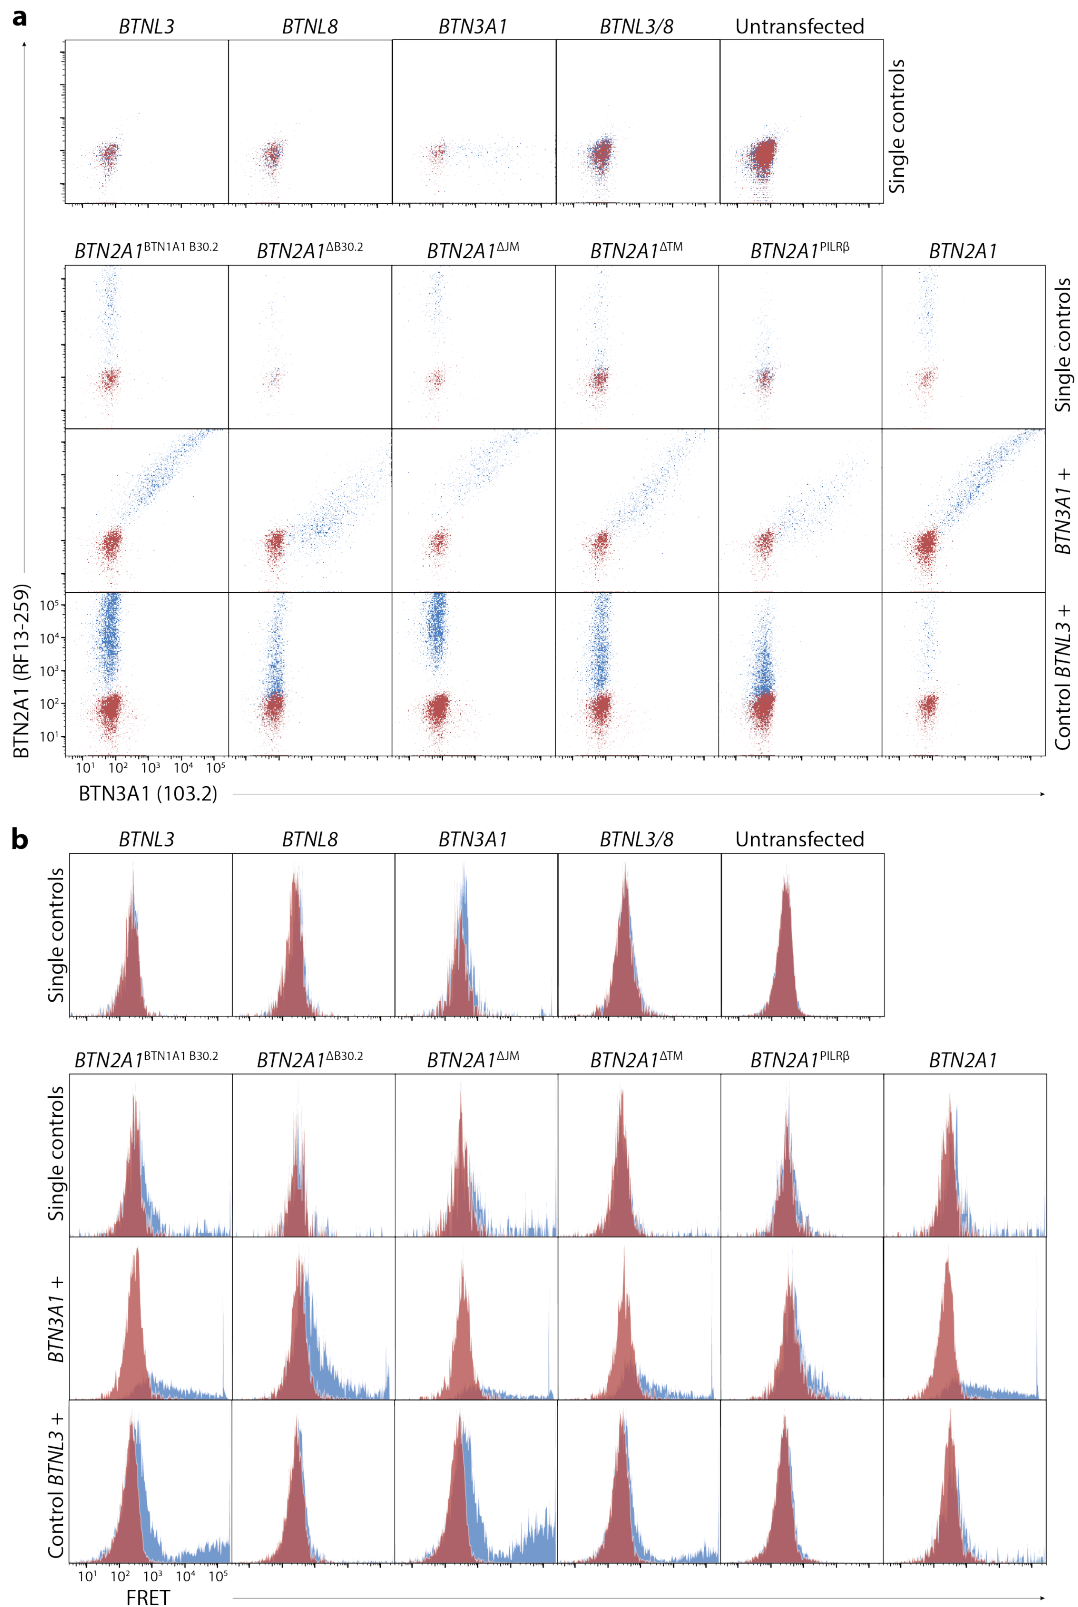 a
BTNL3 BTNL8 BTN3A1 BTNL3/8 Untransfected
Single controls
BTN2A1BTN1A1 B30.2 BTN2A1ΔB30.2 BTN2A1ΔJM BTN2A1ΔTM BTN2A1PILRβ BTN2A1
Single controls
BTN3A1 +
Control BTNL3 +
BTN2A1 (RF13-259)
10⁵
10⁴
10³
10²
10¹
10¹ 10² 10³ 10⁴ 10⁵
BTN3A1 (103.2)
b
BTNL3 BTNL8 BTN3A1 BTNL3/8 Untransfected
Single controls
BTN2A1BTN1A1 B30.2 BTN2A1ΔB30.2 BTN2A1ΔJM BTN2A1ΔTM BTN2A1PILRβ BTN2A1
Single controls
BTN3A1 +
Control BTNL3 +
10¹ 10² 10³ 10⁴ 10⁵
FRET